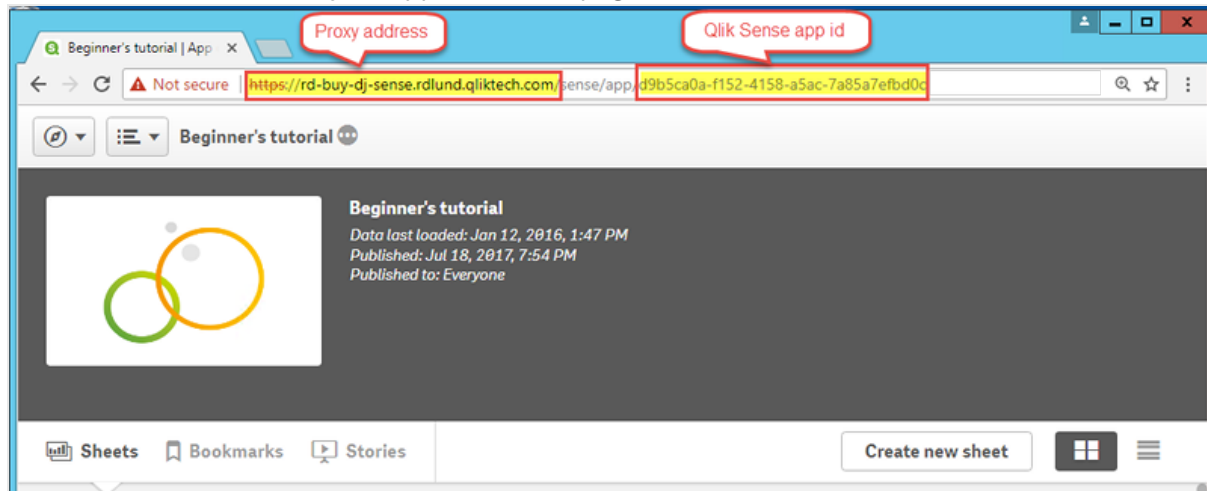 Proxy address
Qlik Sense app id
Beginner's tutorial | App
Not secure | https://rd-buy-dj-sense.rdlund.qliktech.com/sense/app/d9b5ca0a-f152-4158-a5ac-7a85a7efbd0c
Beginner's tutorial
Beginner's tutorial
Data last loaded: Jan 12, 2016, 1:47 PM
Published: Jul 18, 2017, 7:54 PM
Published to: Everyone
Sheets Bookmarks Stories Create new sheet